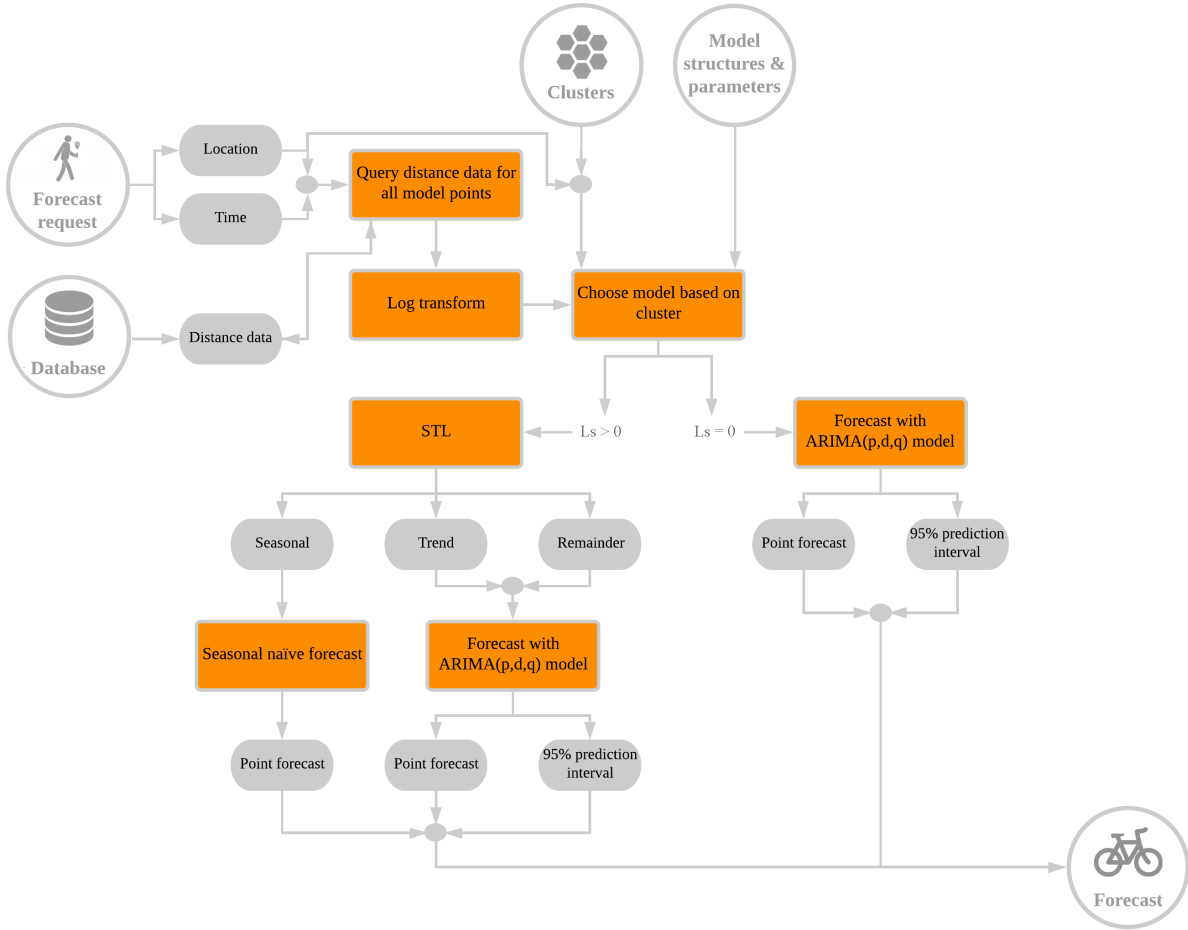 Clusters
Model
structures &
parameters
Forecast
request
Location
Time
Query distance data for
all model points
Database
Distance data
Log transform
Choose model based on
cluster
STL
Ls > 0
Ls = 0
Forecast with
ARIMA(p,d,q) model
Seasonal
Trend
Remainder
Point forecast
95% prediction
interval
Seasonal naïve forecast
Forecast with
ARIMA(p,d,q) model
Point forecast
Point forecast
95% prediction
interval
Forecast